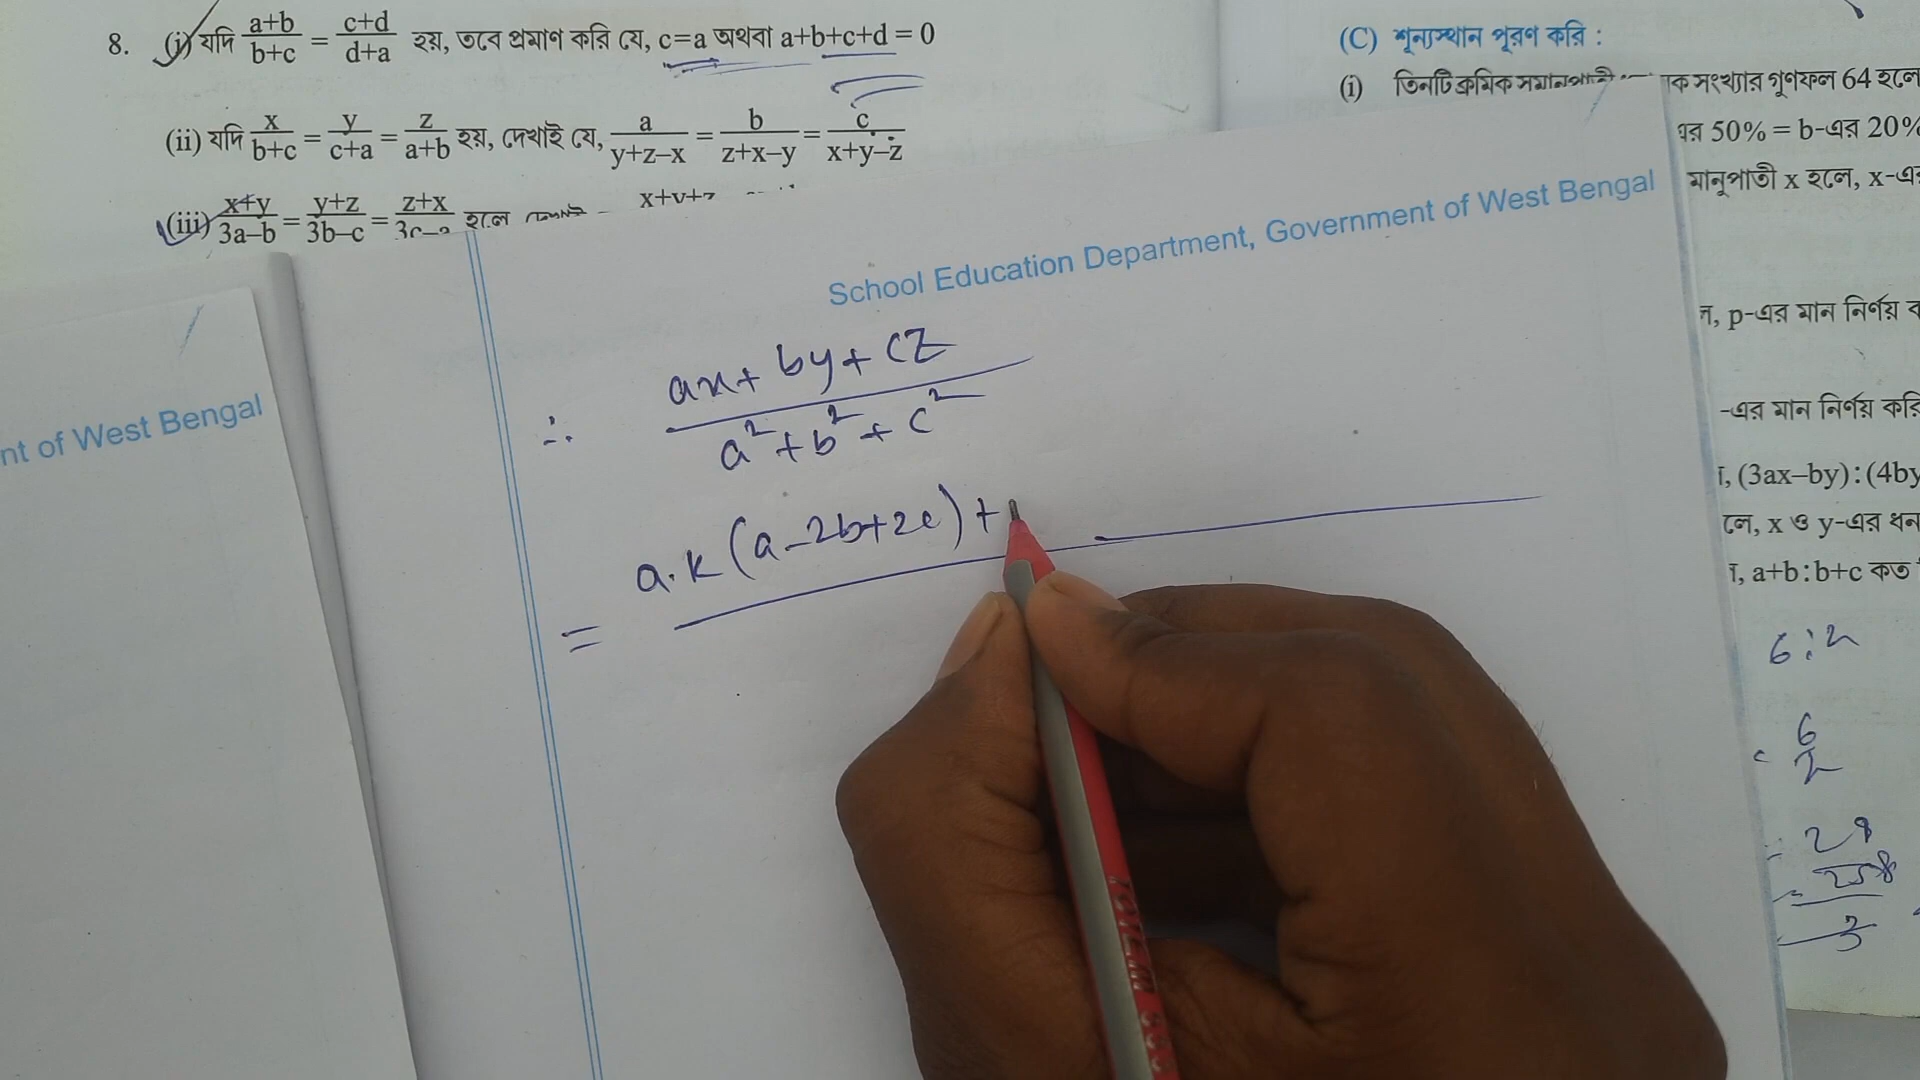 8. (i) যদি a+b/b+c = c+d/d+a হয়, তবে প্রমাণ করি যে, c=a অথবা a+b+c+d = 0
(ii) যদি x/b+c = y/c+a = z/a+b হয়, দেখাই যে, a/y+z–x = b/z+x–y = c/x+y–z
(iii) x+y/3a–b = y+z/3b–c = z+x/3c–a হলে
School Education Department, Government of West Bengal
nt of West Bengal
∴ ax+by+cz/a²+b²+c²
= a.k(a-2b+2c)+
(C) শূন্যস্থান পূরণ করি :
(i) তিনটি ক্রমিক সমানুপাতী ক সংখ্যার গুণফল 64 হলে
এর 50% = b-এর 20%
মানুপাতী x হলে, x-এর
ন, p-এর মান নির্ণয় ক
-এর মান নির্ণয় করি
, (3ax–by) : (4by
লে, x ও y-এর ধন
, a+b : b+c কত
6:2
6/2